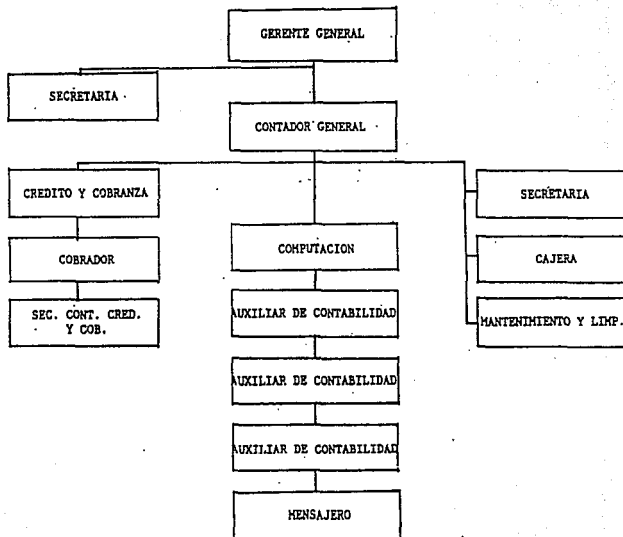 GERENTE GENERAL
SECRETARIA
CONTADOR GENERAL
CREDITO Y COBRANZA
SECRETARIA
COBRADOR
COMPUTACION
CAJERA
SEC. CONT. CRED.
Y COB.
AUXILIAR DE CONTABILIDAD
MANTENIMIENTO Y LIMP.
AUXILIAR DE CONTABILIDAD
AUXILIAR DE CONTABILIDAD
MENSAJERO